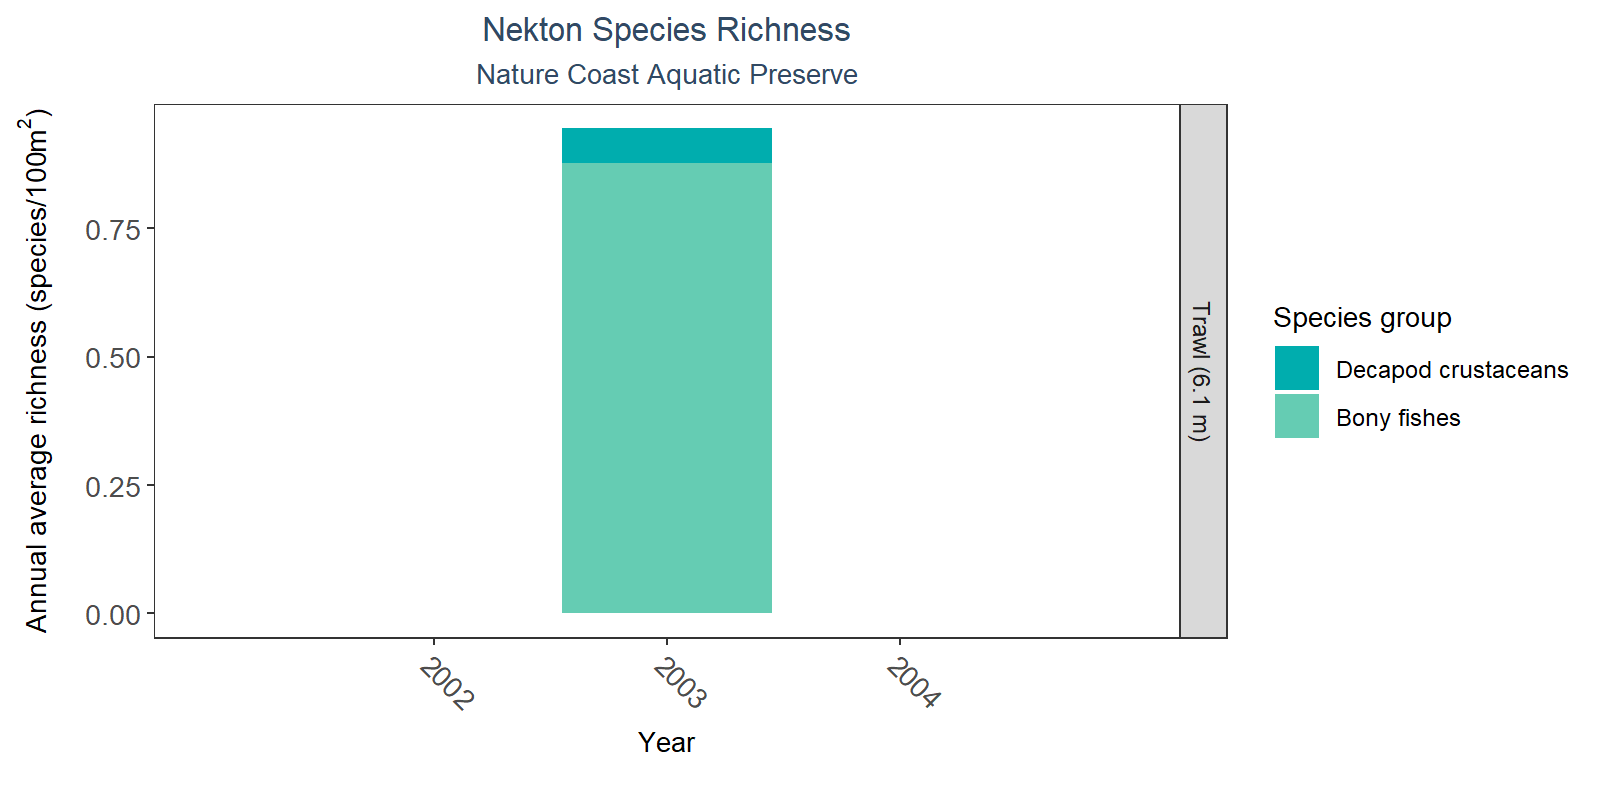 Nekton Species Richness
Nature Coast Aquatic Preserve
Annual average richness (species/100m²)
0.75
0.50
0.25
0.00
2002
2003
2004
Year
Trawl (6.1 m)
Species group
Decapod crustaceans
Bony fishes